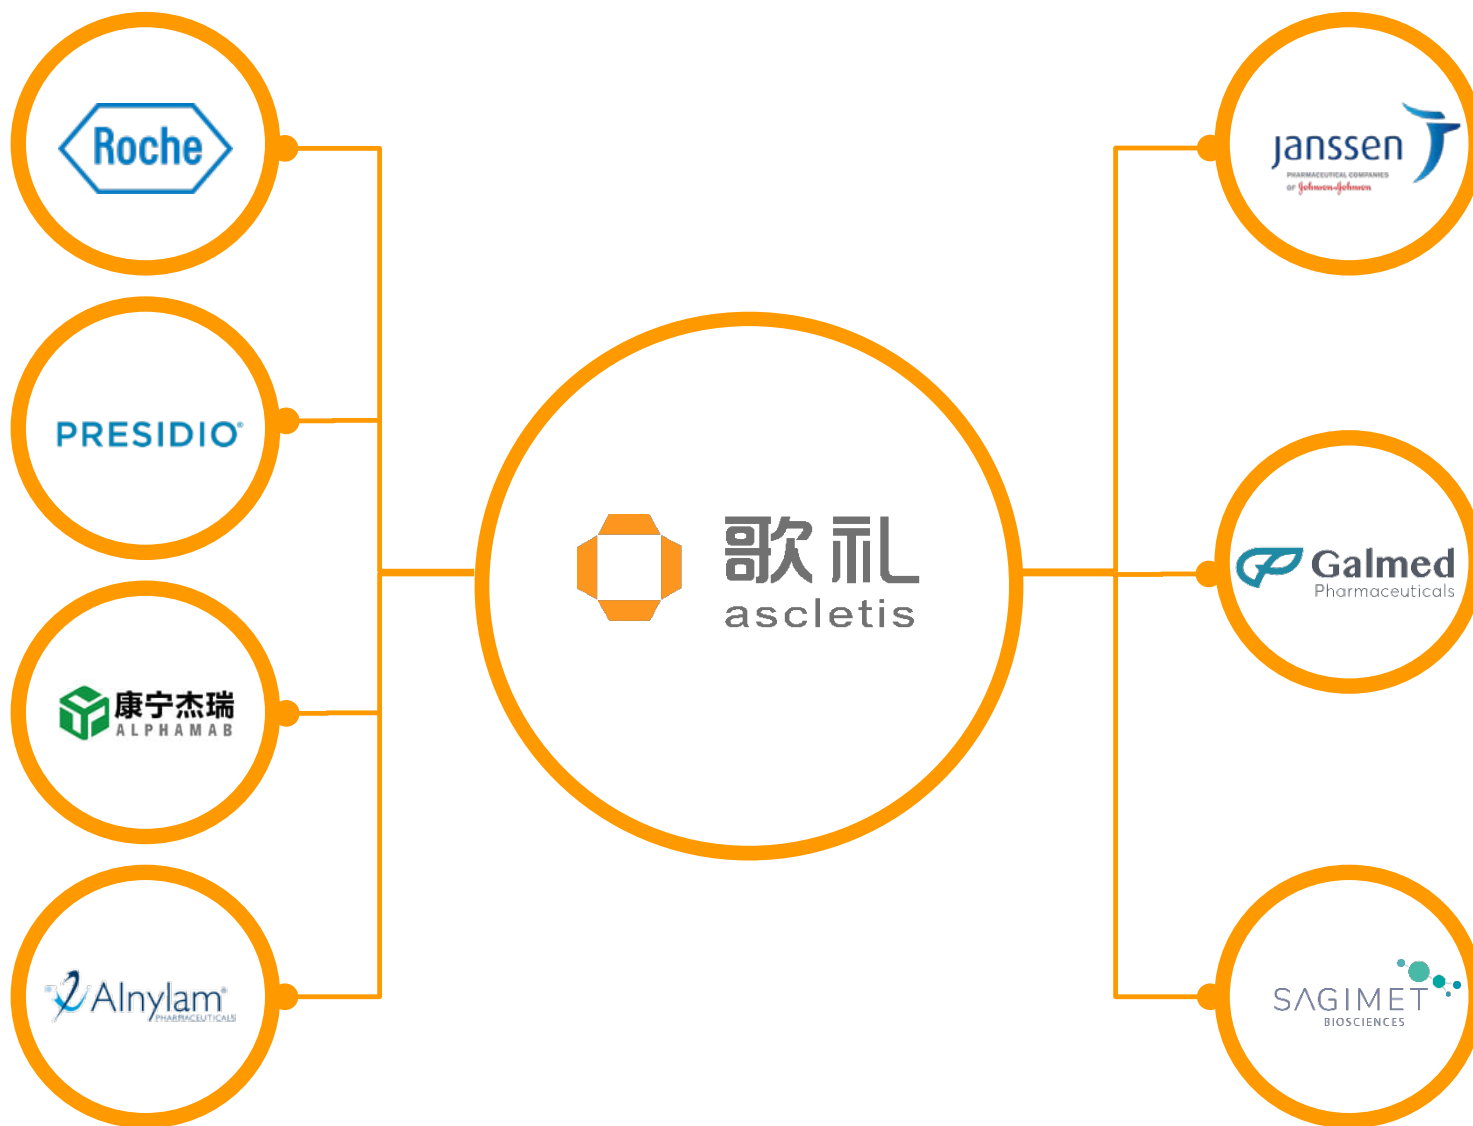 Roche
PRESIDIO®
康宁杰瑞
ALPHAMAB
Alnylam®
PHARMACEUTICALS
歌礼
ascletis
janssen
PHARMACEUTICAL COMPANIES
OF Johnson & Johnson
Galmed
Pharmaceuticals
SAGIMET
BIOSCIENCES